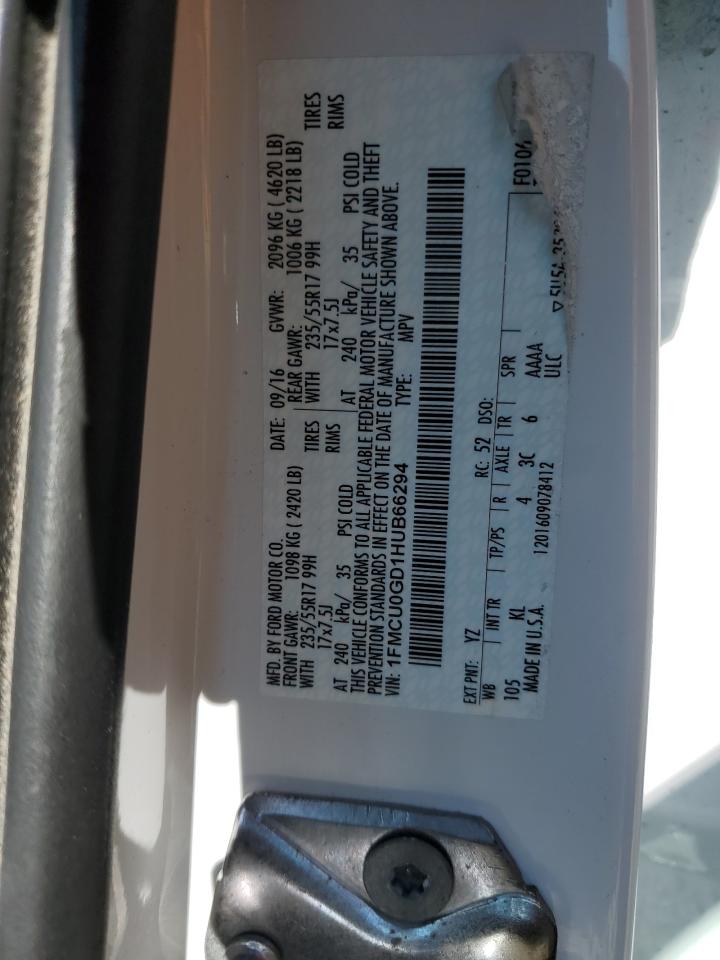 MFD. BY FORD MOTOR CO.
DATE: 09/16 GVWR: 2096 KG ( 4620 LB)
FRONT GAWR: 1098 KG ( 2420 LB) REAR GAWR: 1006 KG ( 2218 LB)
WITH 235/55R17 99H TIRES WITH 235/55R17 99H TIRES
17x7.5J RIMS 17x7.5J RIMS
AT 240 kPa/ 35 PSI COLD AT 240 kPa/ 35 PSI COLD
THIS VEHICLE CONFORMS TO ALL APPLICABLE FEDERAL MOTOR VEHICLE SAFETY AND THEFT
PREVENTION STANDARDS IN EFFECT ON THE DATE OF MANUFACTURE SHOWN ABOVE.
VIN: 1FMCU0GD1HUB66294 TYPE: MPV
F0106
EXT PNT: YZ RC: 52 DSO:
WB INT TR TP/PS R AXLE TR SPR
105 KL 4 3C 6 AAAA
MADE IN U.S.A. 1201609078412 ULC